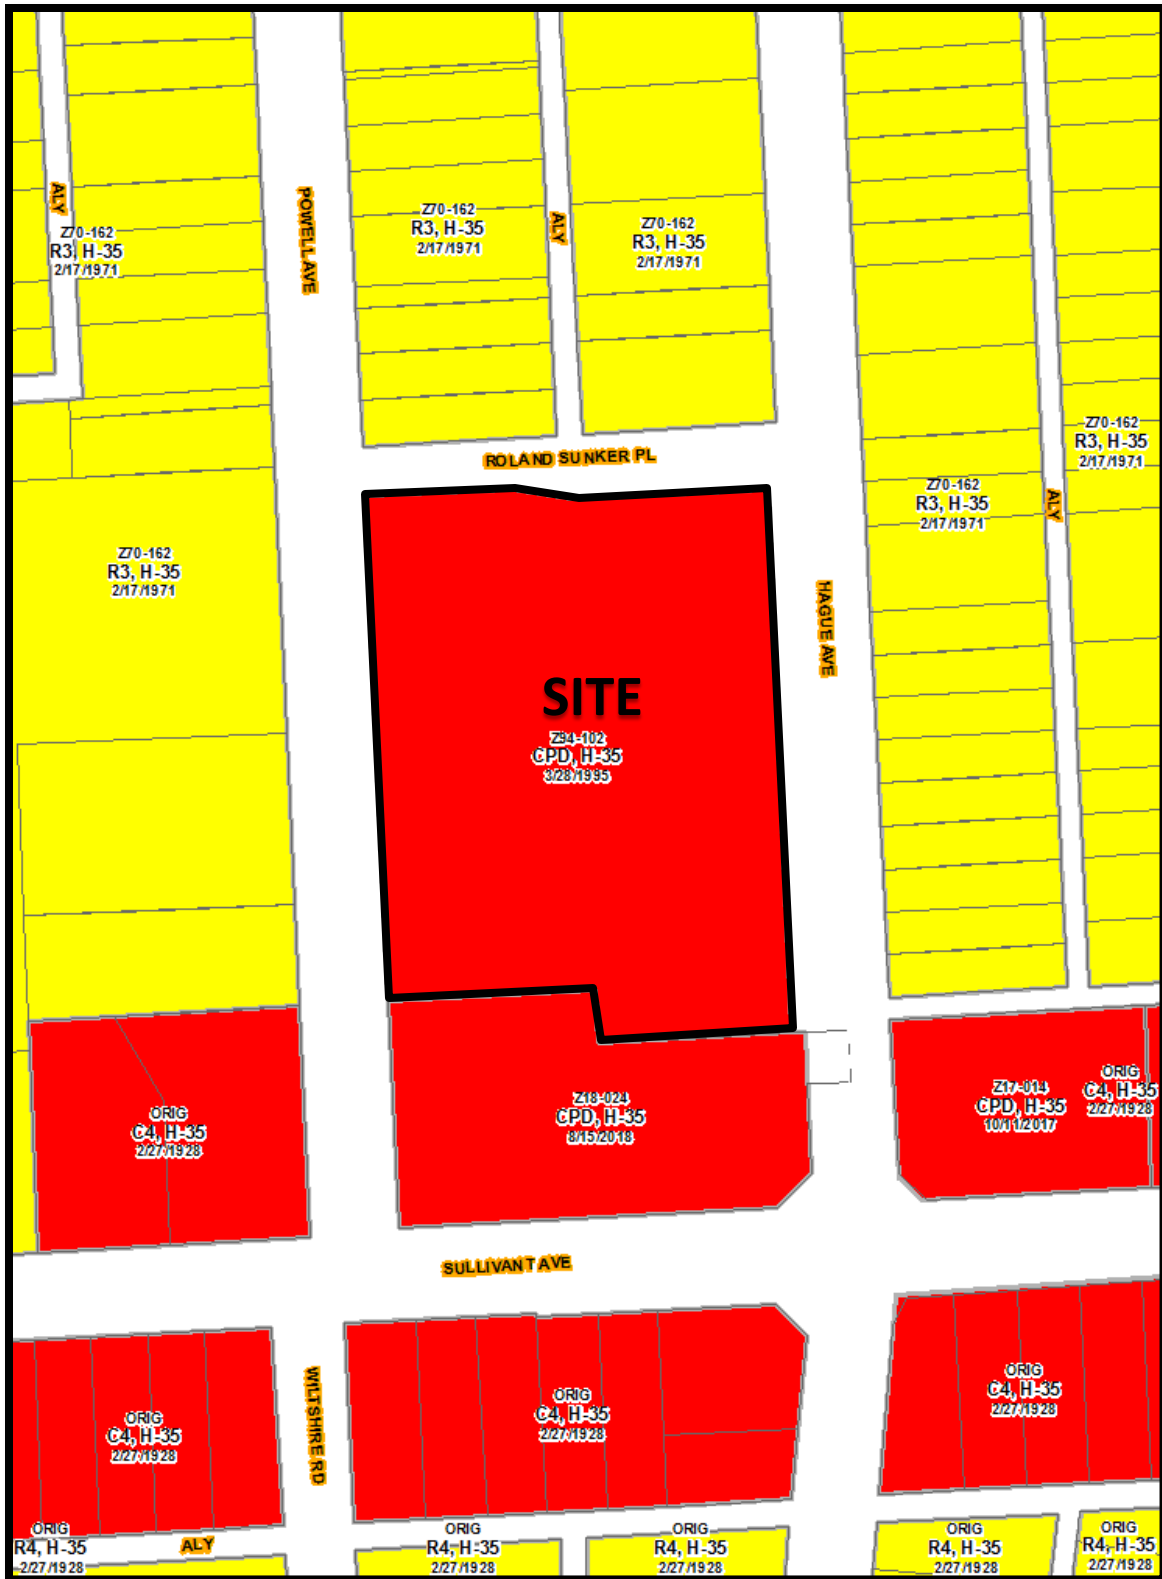 ALY
Z70-162
R3, H-35
2/17/1971
POWELL AVE
Z70-162
R3, H-35
2/17/1971
ALY
Z70-162
R3, H-35
2/17/1971
ROLAND SUNKER PL
Z70-162
R3, H-35
2/17/1971
Z70-162
R3, H-35
2/17/1971
ALY
Z70-162
R3, H-35
2/17/1971
HAGUE AVE
SITE
Z94-102
CPD, H-35
3/28/1995
ORIG
C4, H-35
2/27/1928
Z18-024
CPD, H-35
8/15/2018
Z17-014
CPD, H-35
10/11/2017
ORIG
C4, H-35
2/27/1928
SULLIVANT AVE
WILTSHIRE RD
ORIG
C4, H-35
2/27/1928
ORIG
C4, H-35
2/27/1928
ORIG
C4, H-35
2/27/1928
ORIG
R4, H-35
2/27/1928
ALY
ORIG
R4, H-35
2/27/1928
ORIG
R4, H-35
2/27/1928
ORIG
R4, H-35
2/27/1928
ORIG
R4, H-35
2/27/1928